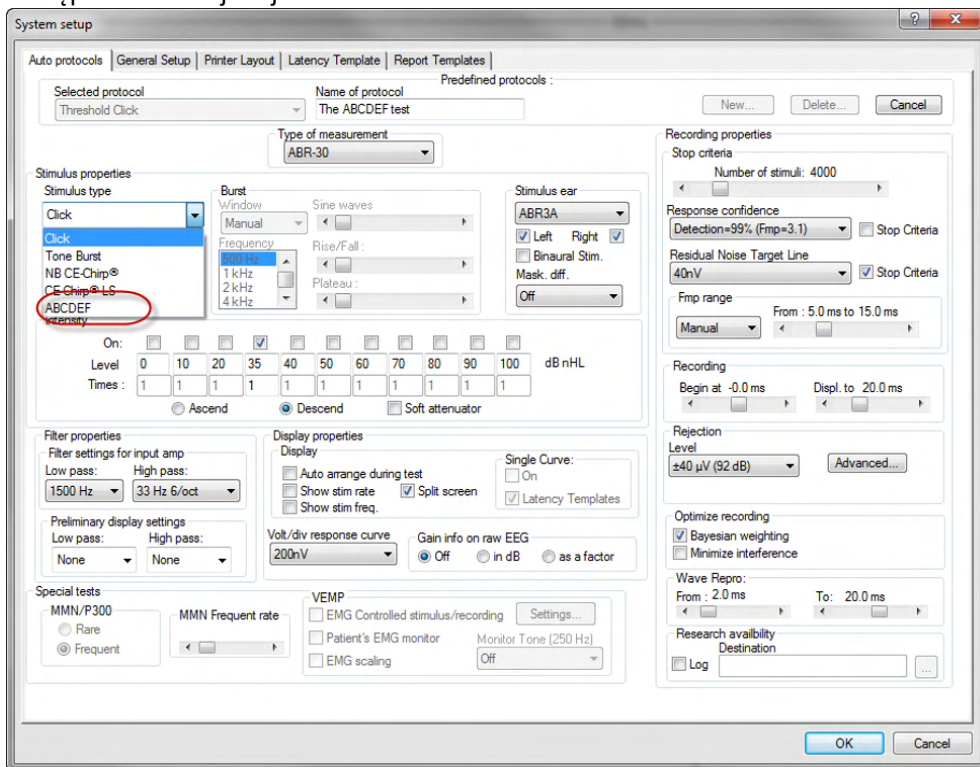 System setup
Auto protocols General Setup Printer Layout Latency Template Report Templates
Predefined protocols :
Selected protocol
Threshold Click
Name of protocol
The ABCDEF test
New... Delete... Cancel
Type of measurement
ABR-30
Stimulus properties
Stimulus type
Click
Click
Tone Burst
NB CE-Chirp®
CE-Chirp® LS
ABCDEF
Burst
Window
Manual
Frequency
500 Hz
1 kHz
2 kHz
4 kHz
Sine waves
Rise/Fall :
Plateau :
Stimulus ear
ABR3A
Left Right
Binaural Stim.
Mask. diff.
Off
Intensity
On:
Level 0 10 20 35 40 50 60 70 80 90 100 dB nHL
Times : 1 1 1 1 1 1 1 1 1 1 1
Ascend Descend Soft attenuator
Filter properties
Filter settings for input amp
Low pass: High pass:
1500 Hz 33 Hz 6/oct
Preliminary display settings
Low pass: High pass:
None None
Display properties
Display
Auto arrange during test
Show stim rate Split screen
Show stim freq.
Single Curve:
On
Latency Templates
Volt/div response curve
200nV
Gain info on raw EEG
Off in dB as a factor
Special tests
MMN/P300
Rare
Frequent
MMN Frequent rate
VEMP
EMG Controlled stimulus/recording Settings...
Patient's EMG monitor
EMG scaling
Monitor Tone (250 Hz)
Off
Recording properties
Stop criteria
Number of stimuli: 4000
Response confidence
Detection=99% (Fmp=3.1) Stop Criteria
Residual Noise Target Line
40nV Stop Criteria
Fmp range
From : 5.0 ms to 15.0 ms
Manual
Recording
Begin at -0.0 ms Displ. to 20.0 ms
Rejection
Level
±40 µV (92 dB) Advanced...
Optimize recording
Bayesian weighting
Minimize interference
Wave Repro:
From : 2.0 ms To: 20.0 ms
Research availbility
Destination
Log ...
OK Cancel